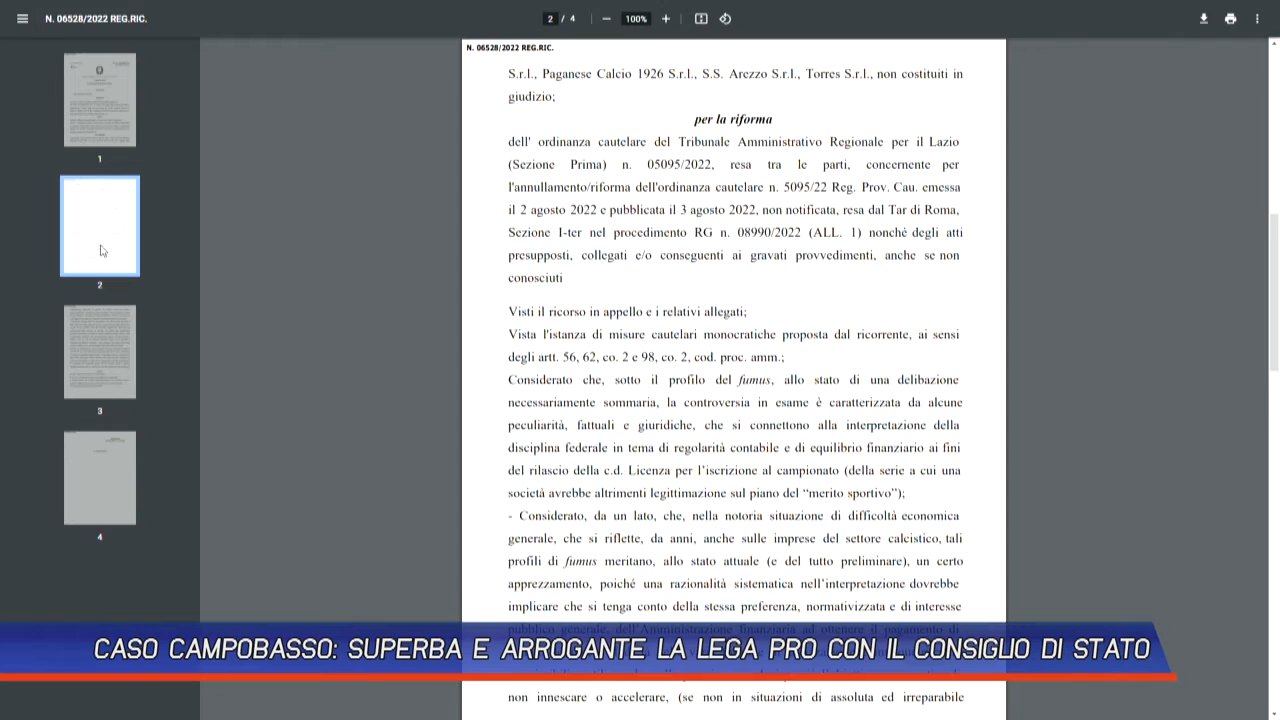 N. 06528/2022 REG.RIC.
2 / 4
100%
1
2
3
4
N. 06528/2022 REG.RIC.
S.r.l., Paganese Calcio 1926 S.r.l., S.S. Arezzo S.r.l., Torres S.r.l., non costituiti in
giudizio;
per la riforma
dell' ordinanza cautelare del Tribunale Amministrativo Regionale per il Lazio
(Sezione Prima) n. 05095/2022, resa tra le parti, concernente per
l'annullamento/riforma dell'ordinanza cautelare n. 5095/22 Reg. Prov. Cau. emessa
il 2 agosto 2022 e pubblicata il 3 agosto 2022, non notificata, resa dal Tar di Roma,
Sezione I-ter nel procedimento RG n. 08990/2022 (ALL. 1) nonché degli atti
presupposti, collegati e/o conseguenti ai gravati provvedimenti, anche se non
conosciuti
Visti il ricorso in appello e i relativi allegati;
Vista l'istanza di misure cautelari monocratiche proposta dal ricorrente, ai sensi
degli artt. 56, 62, co. 2 e 98, co. 2, cod. proc. amm.;
Considerato che, sotto il profilo del fumus, allo stato di una delibazione
necessariamente sommaria, la controversia in esame è caratterizzata da alcune
peculiarità, fattuali e giuridiche, che si connettono alla interpretazione della
disciplina federale in tema di regolarità contabile e di equilibrio finanziario ai fini
del rilascio della c.d. Licenza per l'iscrizione al campionato (della serie a cui una
società avrebbe altrimenti legittimazione sul piano del “merito sportivo”);
- Considerato, da un lato, che, nella notoria situazione di difficoltà economica
generale, che si riflette, da anni, anche sulle imprese del settore calcistico, tali
profili di fumus meritano, allo stato attuale (e del tutto preliminare), un certo
apprezzamento, poiché una razionalità sistematica nell'interpretazione dovrebbe
implicare che si tenga conto della stessa preferenza, normativizzata e di interesse
pubblico generale, dell'Amministrazione finanziaria ad ottenere il pagamento di
CASO CAMPOBASSO: SUPERBA E ARROGANTE LA LEGA PRO CON IL CONSIGLIO DI STATO
non innescare o accelerare, (se non in situazioni di assoluta ed irreparabile